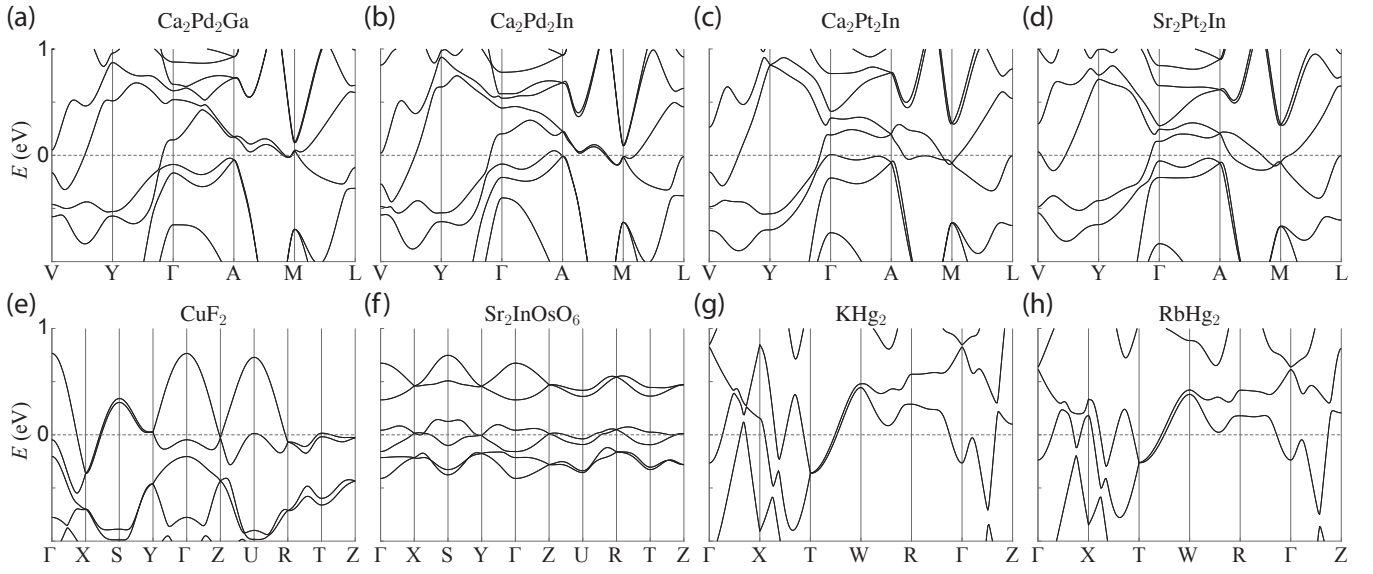 (a) Ca₂Pd₂Ga
(b) Ca₂Pd₂In
(c) Ca₂Pt₂In
(d) Sr₂Pt₂In
1
E (eV)
0
V Y Γ A M L
V Y Γ A M L
V Y Γ A M L
V Y Γ A M L
(e) CuF₂
(f) Sr₂InOsO₆
(g) KHg₂
(h) RbHg₂
1
E (eV)
0
Γ X S Y Γ Z U R T Z
Γ X S Y Γ Z U R T Z
Γ X T W R Γ Z
Γ X T W R Γ Z